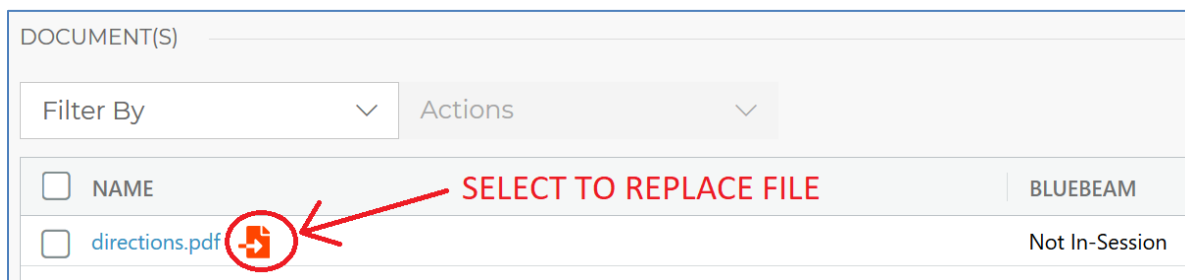 DOCUMENT(S)
Filter By
Actions
NAME
SELECT TO REPLACE FILE
BLUEBEAM
directions.pdf
Not In-Session